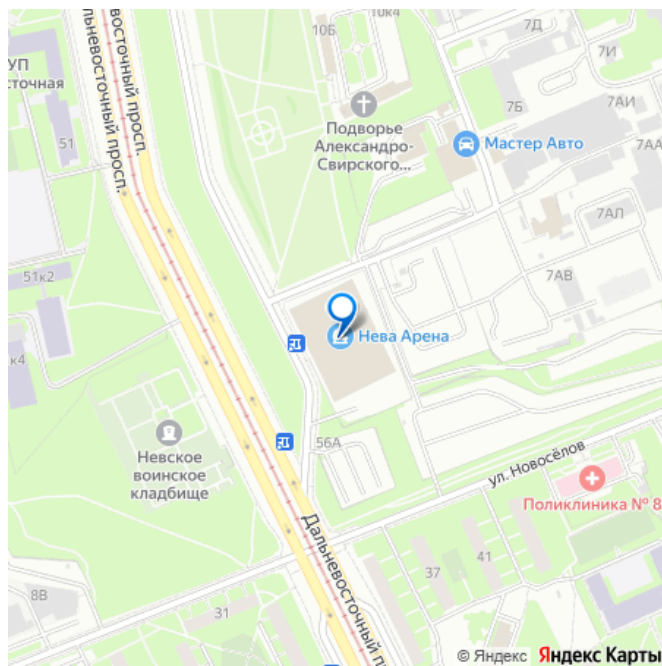 10Б
10к4
7Д
7И
УП
сточная
восточный просп.
льневосточный просп.
51
Подворье
Александро-
Свирского...
7Б
7АИ
Мастер Авто
7АА
7АЛ
7АВ
51к2
к4
Нева Арена
56А
Невское
воинское
кладбище
ул. Новосёлов
Поликлиника № 8
Дальневосточный п
37
41
8В
31
© Яндекс Яндекс Карты